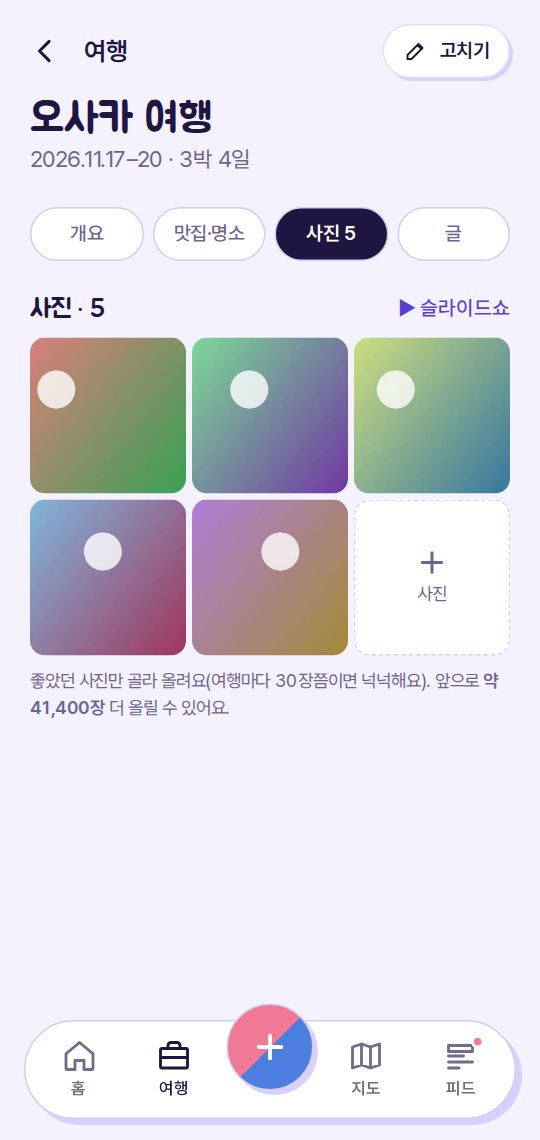 여행
고치기
오사카 여행
2026.11.17–20 · 3박 4일
개요
맛집·명소
사진 5
글
사진 · 5
▶ 슬라이드쇼
사진
좋았던 사진만 골라 올려요(여행마다 30장쯤이면 넉넉해요). 앞으로 약
41,400장 더 올릴 수 있어요.
홈
여행
지도
피드